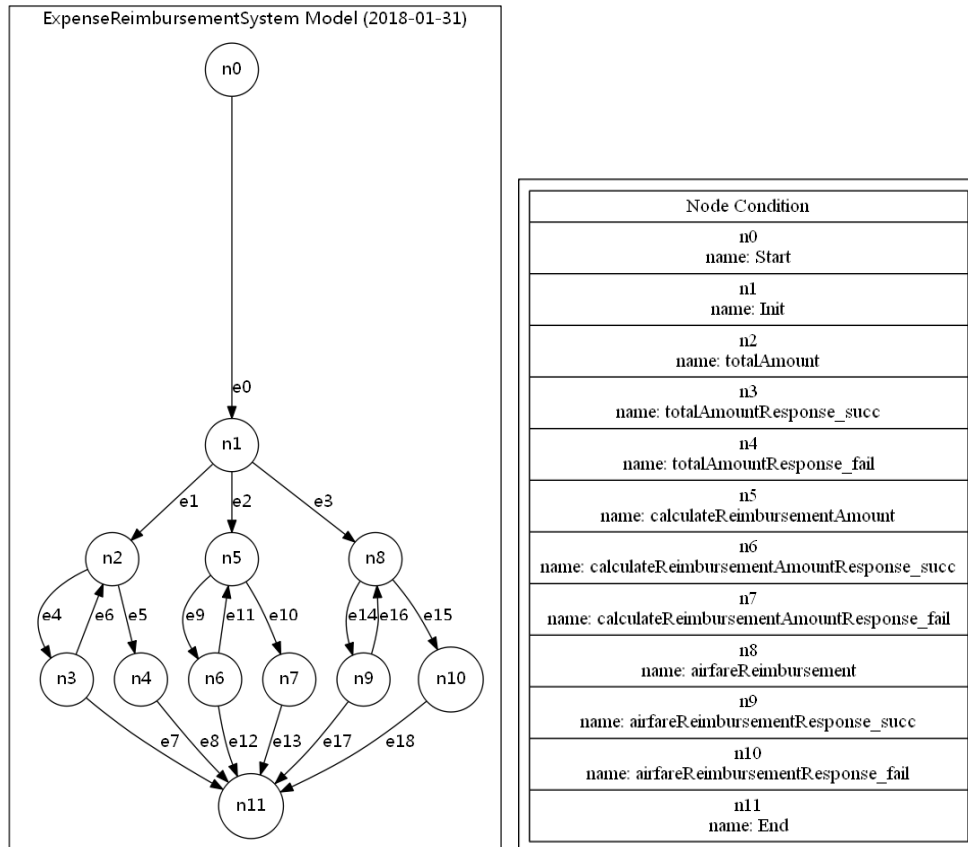 ExpenseReimbursementSystem Model (2018-01-31)
n0
e0
n1
e1
e2
e3
n2
n5
n8
e4
e6
e5
e9
e11
e10
e14
e16
e15
n3
n4
n6
n7
n9
n10
e7
e8
e12
e13
e17
e18
n11
Node Condition
n0
name: Start
n1
name: Init
n2
name: totalAmount
n3
name: totalAmountResponse_succ
n4
name: totalAmountResponse_fail
n5
name: calculateReimbursementAmount
n6
name: calculateReimbursementAmountResponse_succ
n7
name: calculateReimbursementAmountResponse_fail
n8
name: airfareReimbursement
n9
name: airfareReimbursementResponse_succ
n10
name: airfareReimbursementResponse_fail
n11
name: End